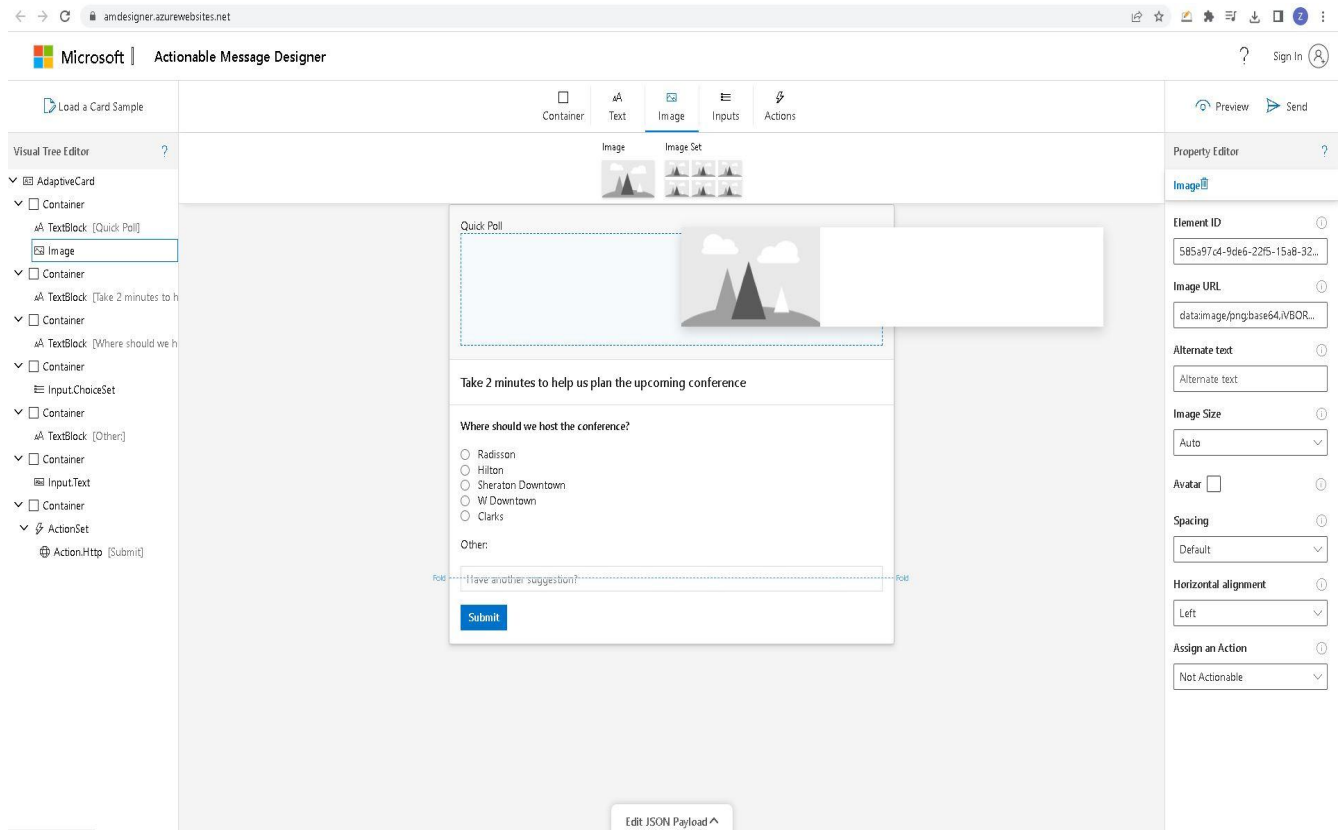 amdesigner.azurewebsites.net
Z
Microsoft Actionable Message Designer
? Sign In
Load a Card Sample
Container Text Image Inputs Actions
Preview Send
Visual Tree Editor ?
Image Image Set
Property Editor ?
AdaptiveCard
Container
AA TextBlock [Quick Poll]
Image
Container
AA TextBlock [Take 2 minutes to h
Container
AA TextBlock [Where should we h
Container
Input.ChoiceSet
Container
AA TextBlock [Other:]
Container
Input.Text
Container
ActionSet
Action.Http [Submit]
Quick Poll
Take 2 minutes to help us plan the upcoming conference
Where should we host the conference?
Radisson
Hilton
Sheraton Downtown
W Downtown
Clarks
Other:
Fold Have another suggestion? Fold
Submit
Edit JSON Payload
Image
Element ID
585a97c4-9de6-22f5-15a8-32...
Image URL
data:image/png;base64,iVBOR...
Alternate text
Alternate text
Image Size
Auto
Avatar
Spacing
Default
Horizontal alignment
Left
Assign an Action
Not Actionable